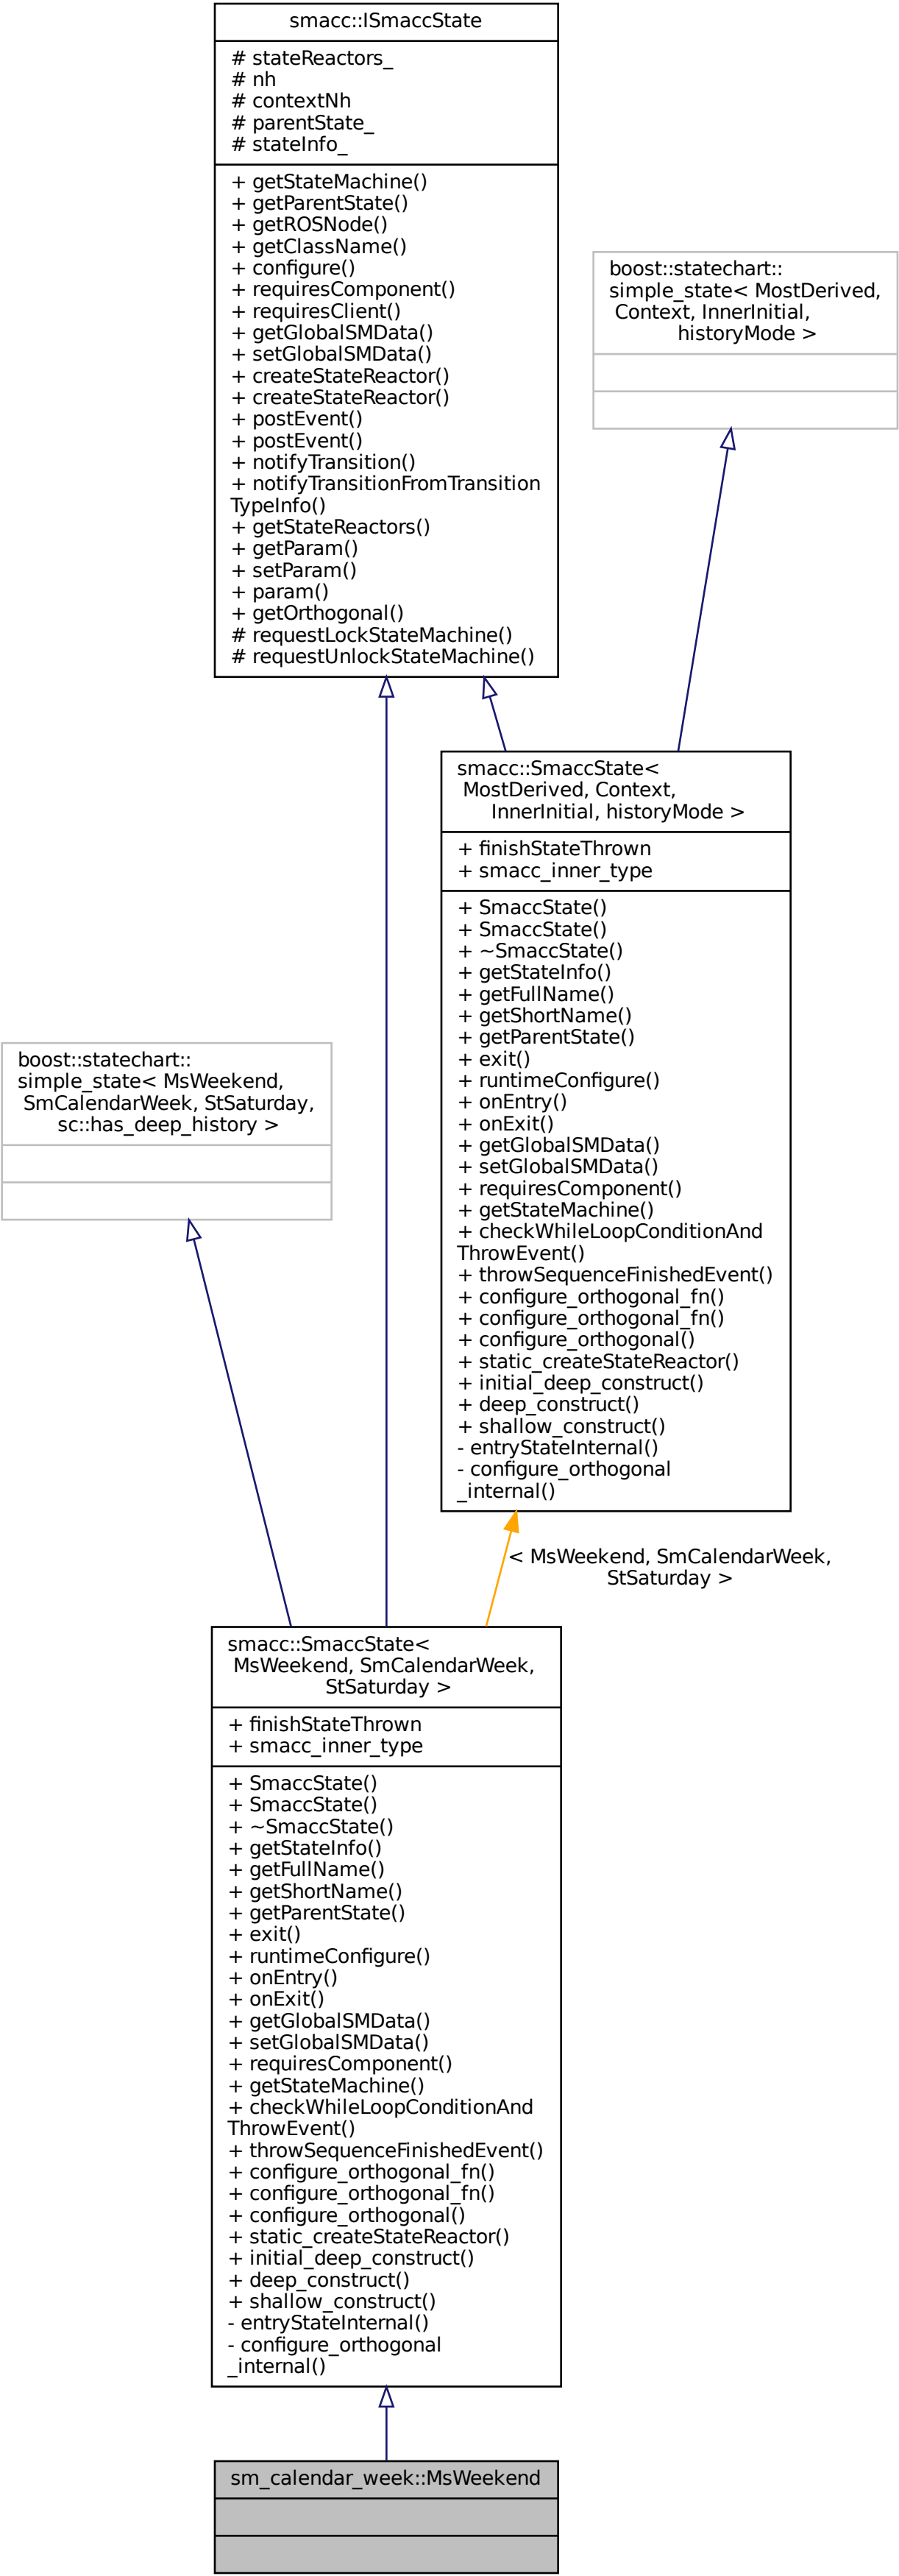 smacc::ISmaccState
# stateReactors_
# nh
# contextNh
# parentState_
# stateInfo_
+ getStateMachine()
+ getParentState()
+ getROSNode()
+ getClassName()
+ configure()
+ requiresComponent()
+ requiresClient()
+ getGlobalSMData()
+ setGlobalSMData()
+ createStateReactor()
+ createStateReactor()
+ postEvent()
+ postEvent()
+ notifyTransition()
+ notifyTransitionFromTransition
TypeInfo()
+ getStateReactors()
+ getParam()
+ setParam()
+ param()
+ getOrthogonal()
# requestLockStateMachine()
# requestUnlockStateMachine()
boost::statechart::
simple_state< MostDerived,
Context, InnerInitial,
historyMode >
smacc::SmaccState<
MostDerived, Context,
InnerInitial, historyMode >
+ finishStateThrown
+ smacc_inner_type
+ SmaccState()
+ SmaccState()
+ ~SmaccState()
+ getStateInfo()
+ getFullName()
+ getShortName()
+ getParentState()
+ exit()
+ runtimeConfigure()
+ onEntry()
+ onExit()
+ getGlobalSMData()
+ setGlobalSMData()
+ requiresComponent()
+ getStateMachine()
+ checkWhileLoopConditionAnd
ThrowEvent()
+ throwSequenceFinishedEvent()
+ configure_orthogonal_fn()
+ configure_orthogonal_fn()
+ configure_orthogonal()
+ static_createStateReactor()
+ initial_deep_construct()
+ deep_construct()
+ shallow_construct()
- entryStateInternal()
- configure_orthogonal
_internal()
boost::statechart::
simple_state< MsWeekend,
SmCalendarWeek, StSaturday,
sc::has_deep_history >
< MsWeekend, SmCalendarWeek,
StSaturday >
smacc::SmaccState<
MsWeekend, SmCalendarWeek,
StSaturday >
+ finishStateThrown
+ smacc_inner_type
+ SmaccState()
+ SmaccState()
+ ~SmaccState()
+ getStateInfo()
+ getFullName()
+ getShortName()
+ getParentState()
+ exit()
+ runtimeConfigure()
+ onEntry()
+ onExit()
+ getGlobalSMData()
+ setGlobalSMData()
+ requiresComponent()
+ getStateMachine()
+ checkWhileLoopConditionAnd
ThrowEvent()
+ throwSequenceFinishedEvent()
+ configure_orthogonal_fn()
+ configure_orthogonal_fn()
+ configure_orthogonal()
+ static_createStateReactor()
+ initial_deep_construct()
+ deep_construct()
+ shallow_construct()
- entryStateInternal()
- configure_orthogonal
_internal()
sm_calendar_week::MsWeekend